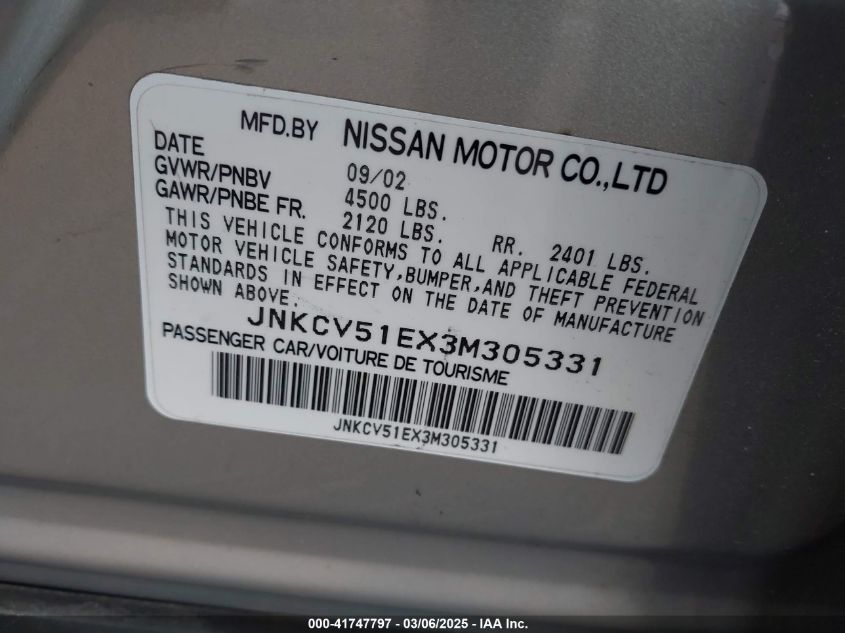 MFD.BY NISSAN MOTOR CO.,LTD
DATE 09/02
GVWR/PNBV 4500 LBS.
GAWR/PNBE FR. 2120 LBS. RR. 2401 LBS.
THIS VEHICLE CONFORMS TO ALL APPLICABLE FEDERAL
MOTOR VEHICLE SAFETY,BUMPER,AND THEFT PREVENTION
STANDARDS IN EFFECT ON THE DATE OF MANUFACTURE
SHOWN ABOVE.
JNKCV51EX3M305331
PASSENGER CAR/VOITURE DE TOURISME
JNKCV51EX3M305331
000-41747797 - 03/06/2025 - IAA Inc.